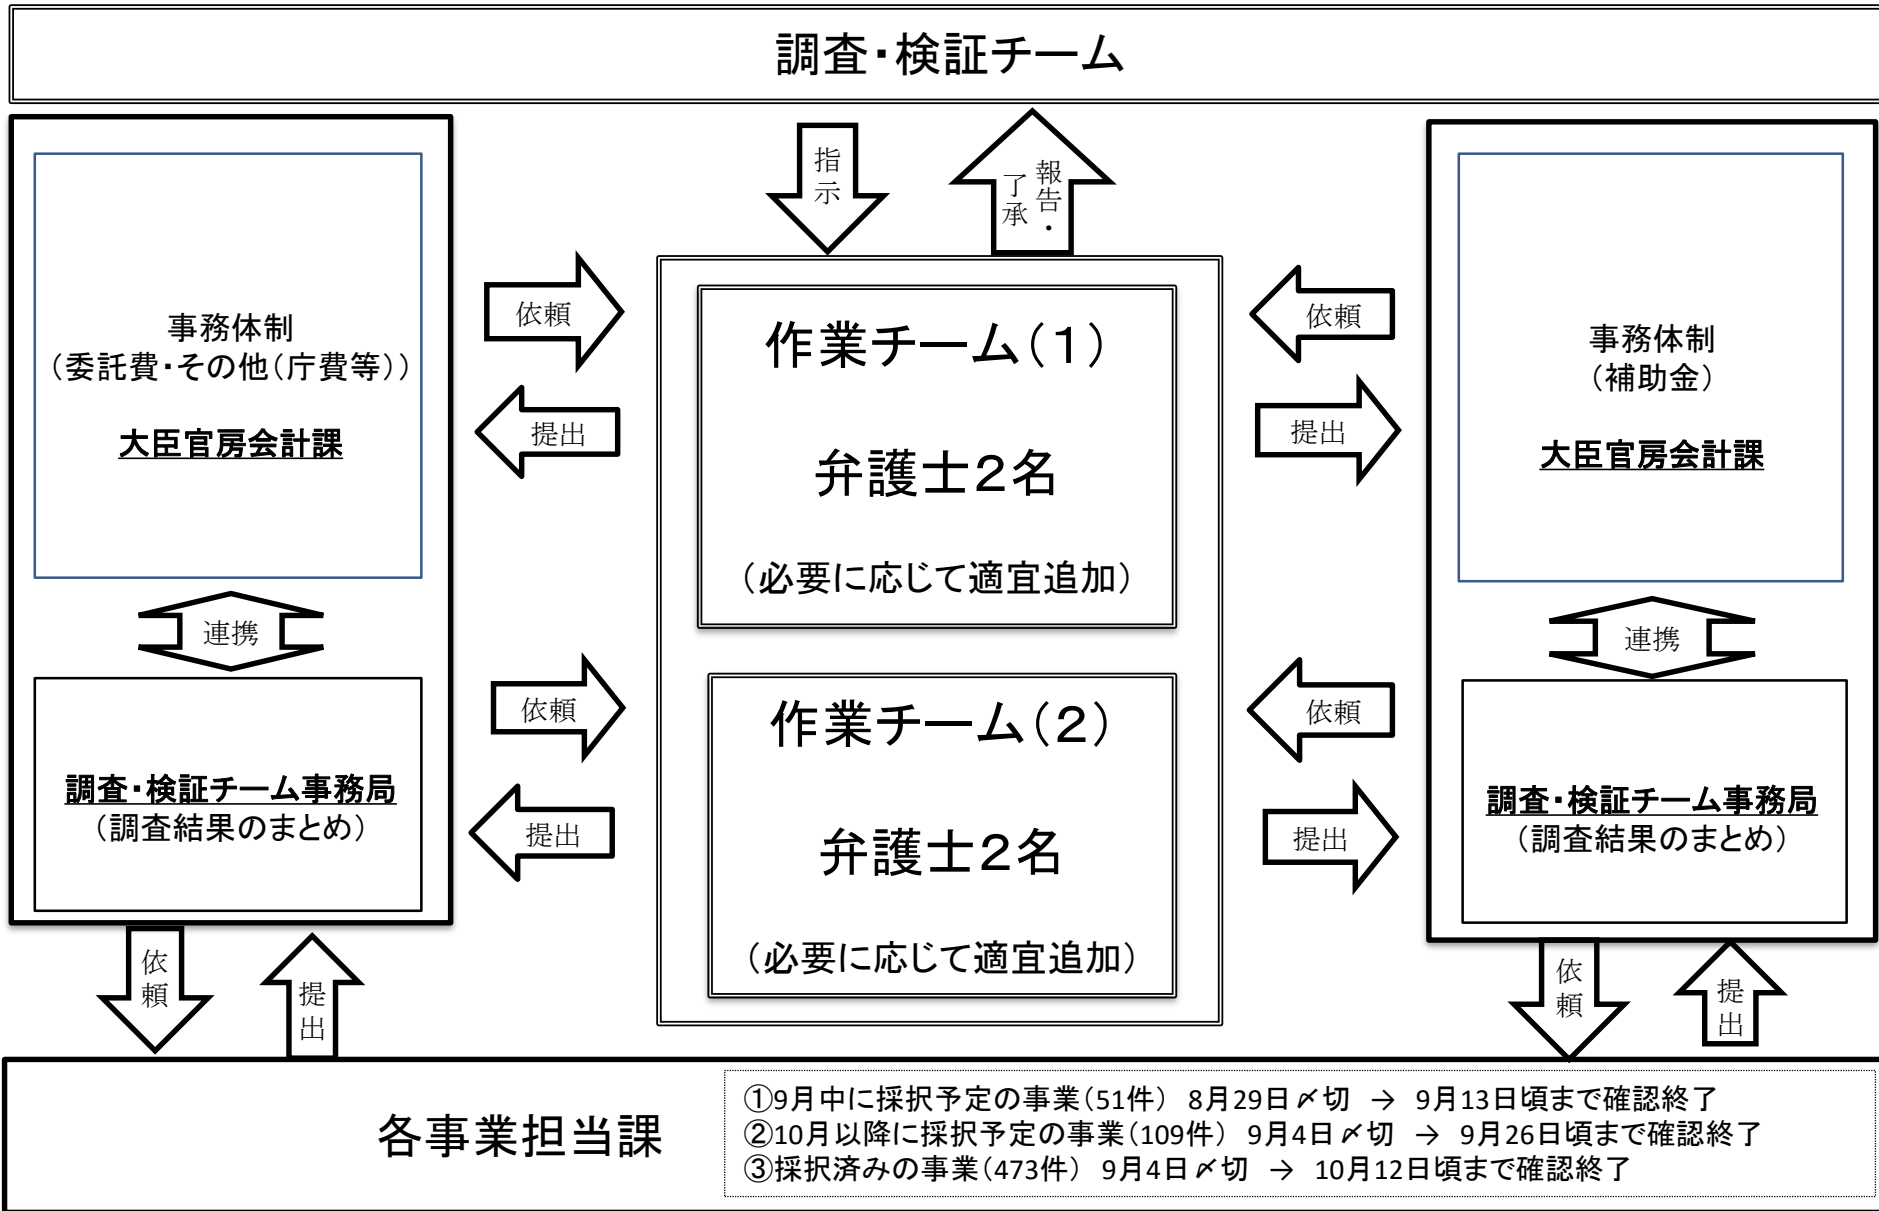 調査・検証チーム
指示
報告・
了承
事務体制
（委託費・その他（庁費等））
大臣官房会計課
連携
調査・検証チーム事務局
（調査結果のまとめ）
依頼
提出
依頼
提出
作業チーム（１）
弁護士２名
（必要に応じて適宜追加）
作業チーム（２）
弁護士２名
（必要に応じて適宜追加）
依頼
提出
依頼
提出
事務体制
（補助金）
大臣官房会計課
連携
調査・検証チーム事務局
（調査結果のまとめ）
依頼
提出
依頼
提出
各事業担当課
①9月中に採択予定の事業（51件） 8月29日〆切 → 9月13日頃まで確認終了
②10月以降に採択予定の事業（109件） 9月4日〆切 → 9月26日頃まで確認終了
③採択済みの事業（473件） 9月4日〆切 → 10月12日頃まで確認終了